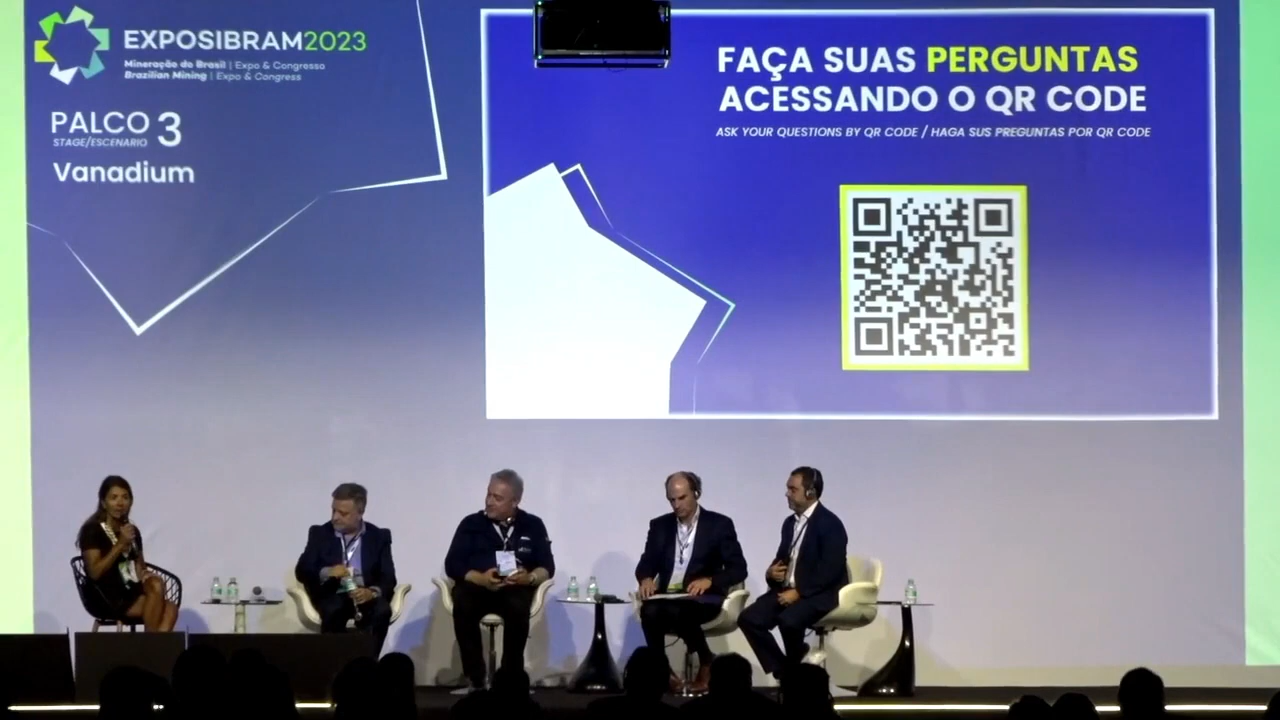 EXPOSIBRAM2023
Mineração do Brasil | Expo & Congresso
Brazilian Mining | Expo & Congress
PALCO 3
STAGE/ESCENARIO
Vanadium
FAÇA SUAS PERGUNTAS
ACESSANDO O QR CODE
ASK YOUR QUESTIONS BY QR CODE / HAGA SUS PREGUNTAS POR QR CODE